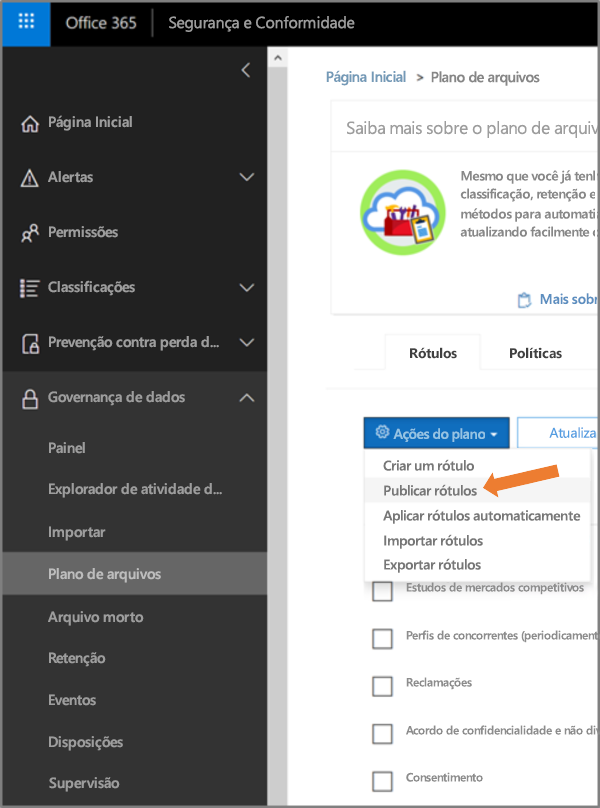 Office 365 Segurança e Conformidade
Página Inicial
Alertas
Permissões
Classificações
Prevenção contra perda d...
Governança de dados
Painel
Explorador de atividade d...
Importar
Plano de arquivos
Arquivo morto
Retenção
Eventos
Disposições
Supervisão
Página Inicial > Plano de arquivos
Saiba mais sobre o plano de arquiv
Mesmo que você já tenh
classificação, retenção e
métodos para automati
atualizando facilmente
Mais sobr
Rótulos Políticas
Ações do plano Atualiza
Criar um rótulo
Publicar rótulos
Aplicar rótulos automaticamente
Importar rótulos
Exportar rótulos
Estudos de mercados competitivos
Perfis de concorrentes (periodicament
Reclamações
Acordo de confidencialidade e não div
Consentimento